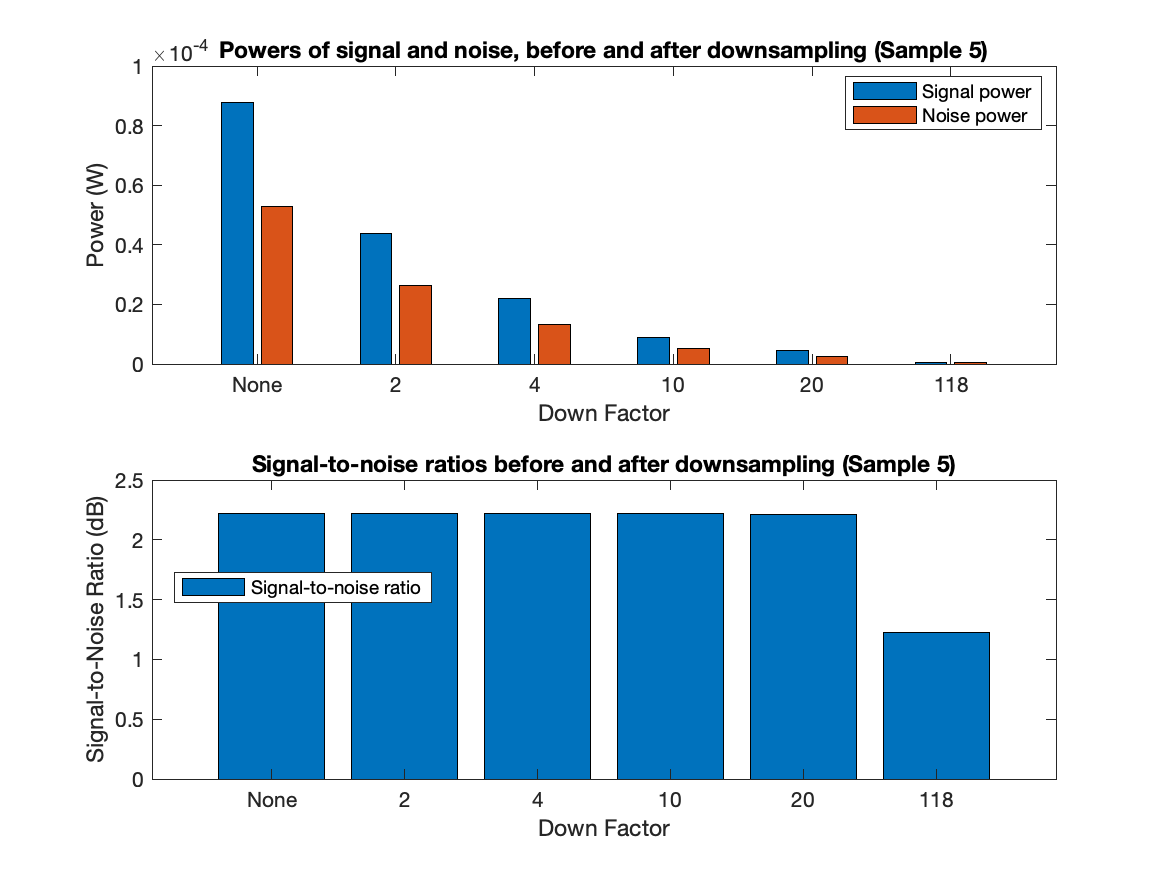 ×10-4 Powers of signal and noise, before and after downsampling (Sample 5)
1
0.8
0.6
0.4
0.2
0
Power (W)
Signal power
Noise power
None 2 4 10 20 118
Down Factor
Signal-to-noise ratios before and after downsampling (Sample 5)
2.5
2
1.5
1
0.5
0
Signal-to-Noise Ratio (dB)
Signal-to-noise ratio
None 2 4 10 20 118
Down Factor